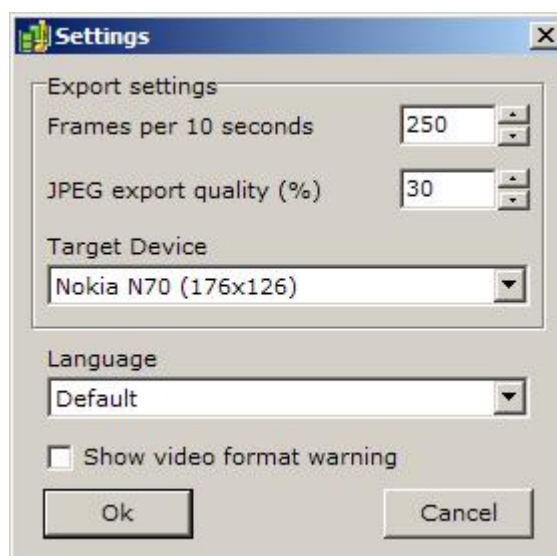 Settings
Export settings
Frames per 10 seconds 250
JPEG export quality (%) 30
Target Device
Nokia N70 (176x126)
Language
Default
Show video format warning
Ok Cancel